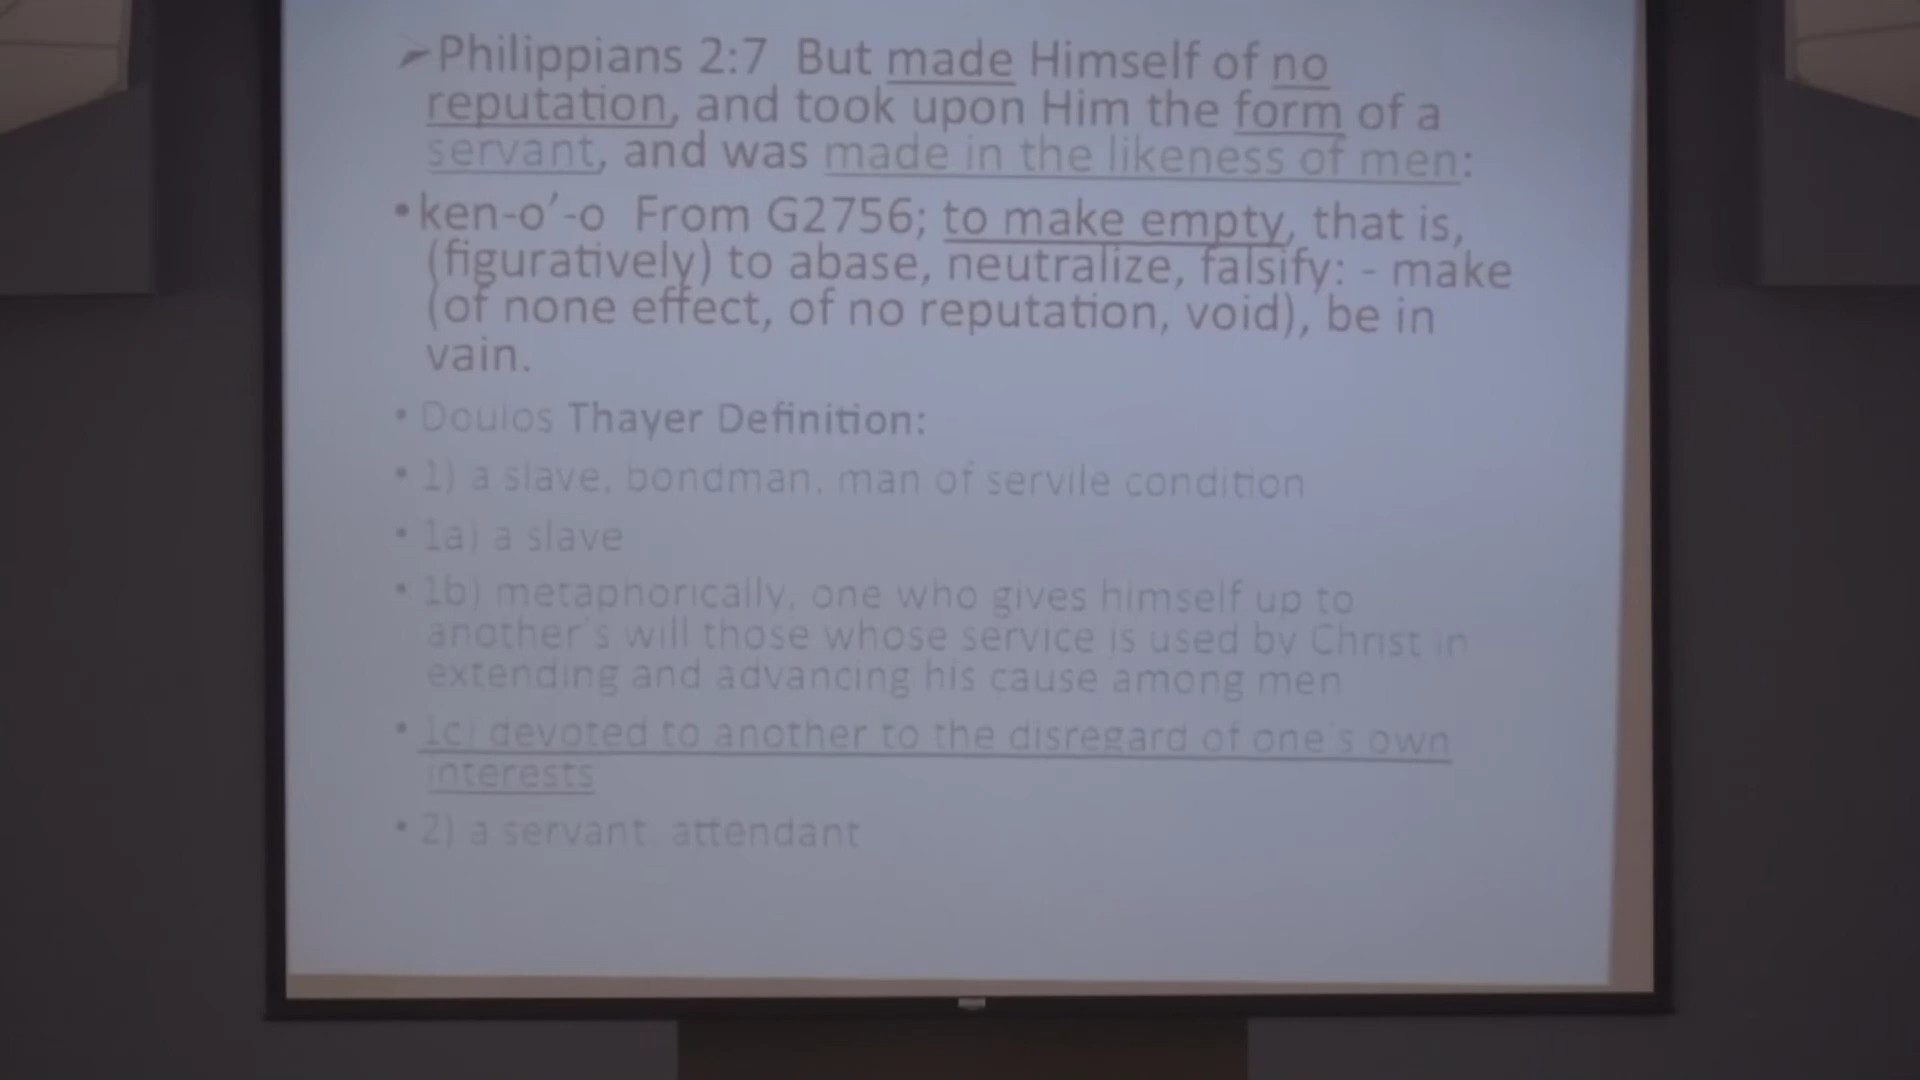 ➢Philippians 2:7 But made Himself of no
reputation, and took upon Him the form of a
servant, and was made in the likeness of men:
•ken-o’-o From G2756; to make empty, that is,
(figuratively) to abase, neutralize, falsify: - make
(of none effect, of no reputation, void), be in
vain.
• Doulos Thayer Definition:
• 1) a slave, bondman, man of servile condition
• 1a) a slave
• 1b) metaphorically, one who gives himself up to
another's will those whose service is used by Christ in
extending and advancing his cause among men
• 1c) devoted to another to the disregard of one's own
interests
• 2) a servant, attendant